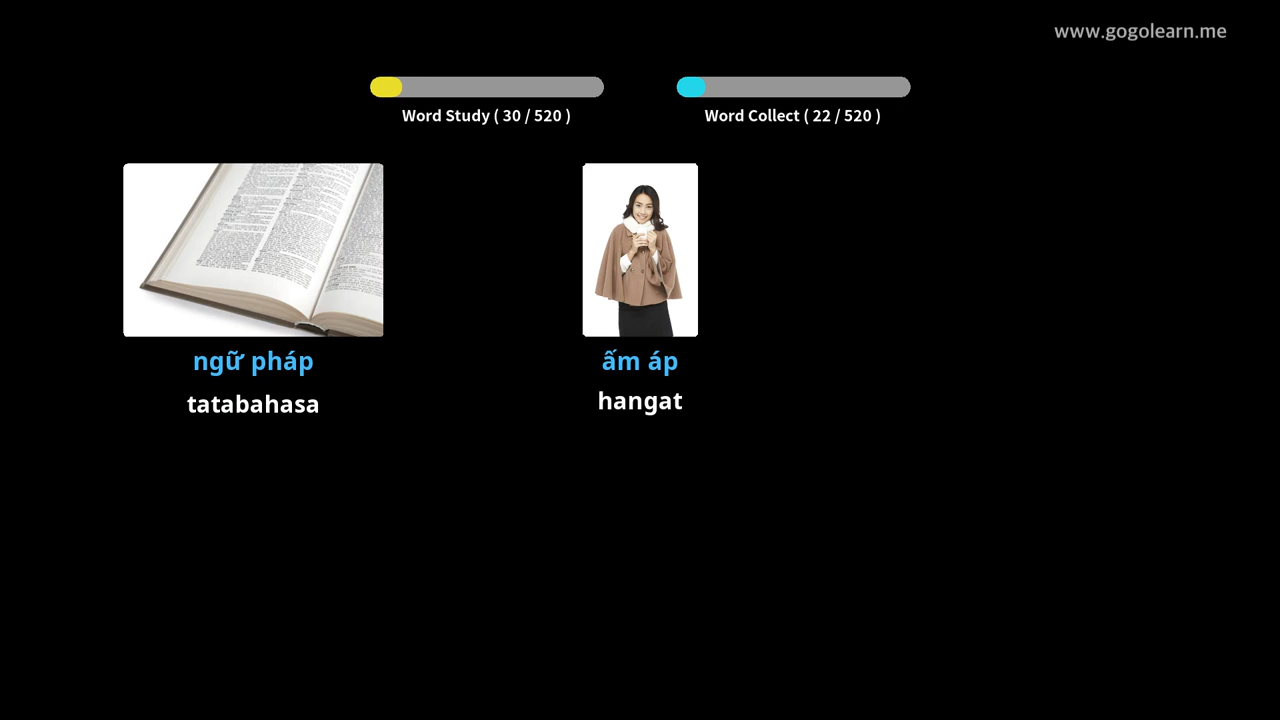 www.gogolearn.me
Word Study ( 30 / 520 )
Word Collect ( 22 / 520 )
ngữ pháp
tatabahasa
ấm áp
hangat